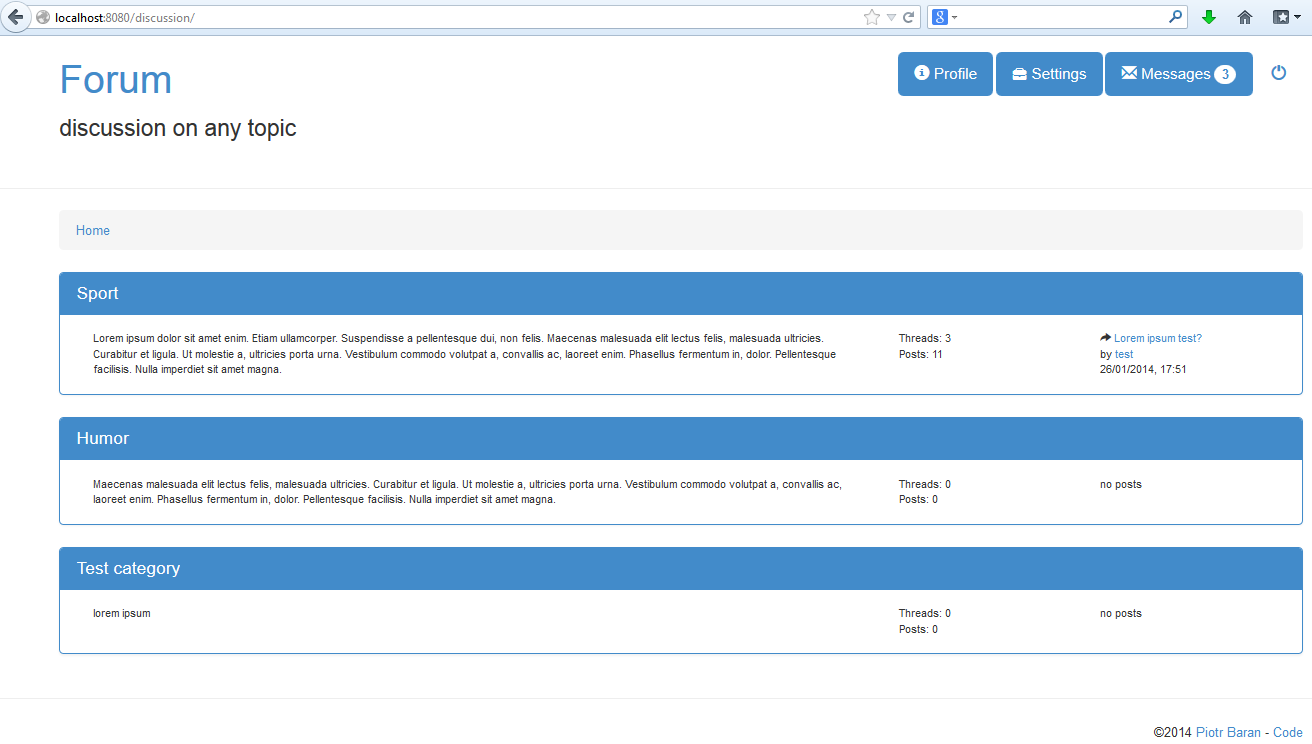 localhost:8080/discussion/
8
Forum
Profile
Settings
Messages 3
discussion on any topic
Home
Sport
Lorem ipsum dolor sit amet enim. Etiam ullamcorper. Suspendisse a pellentesque dui, non felis. Maecenas malesuada elit lectus felis, malesuada ultricies.
Curabitur et ligula. Ut molestie a, ultricies porta urna. Vestibulum commodo volutpat a, convallis ac, laoreet enim. Phasellus fermentum in, dolor. Pellentesque
facilisis. Nulla imperdiet sit amet magna.
Threads: 3
Posts: 11
Lorem ipsum test?
by test
26/01/2014, 17:51
Humor
Maecenas malesuada elit lectus felis, malesuada ultricies. Curabitur et ligula. Ut molestie a, ultricies porta urna. Vestibulum commodo volutpat a, convallis ac,
laoreet enim. Phasellus fermentum in, dolor. Pellentesque facilisis. Nulla imperdiet sit amet magna.
Threads: 0
Posts: 0
no posts
Test category
lorem ipsum
Threads: 0
Posts: 0
no posts
©2014 Piotr Baran - Code